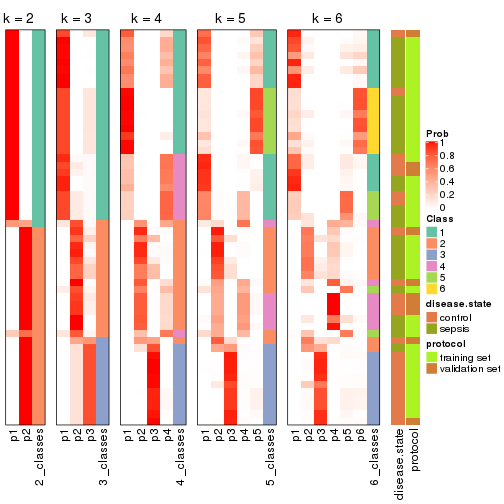 k = 2 k = 3 k = 4 k = 5 k = 6
Prob
1
0.8
0.6
0.4
0.2
0
Class
1
2
3
4
5
6
disease.state
control
sepsis
protocol
training set
validation set
p1 p2 2_classes p1 p2 p3 3_classes p1 p2 p3 p4 4_classes p1 p2 p3 p4 p5 5_classes p1 p2 p3 p4 p5 p6 6_classes disease.state protocol